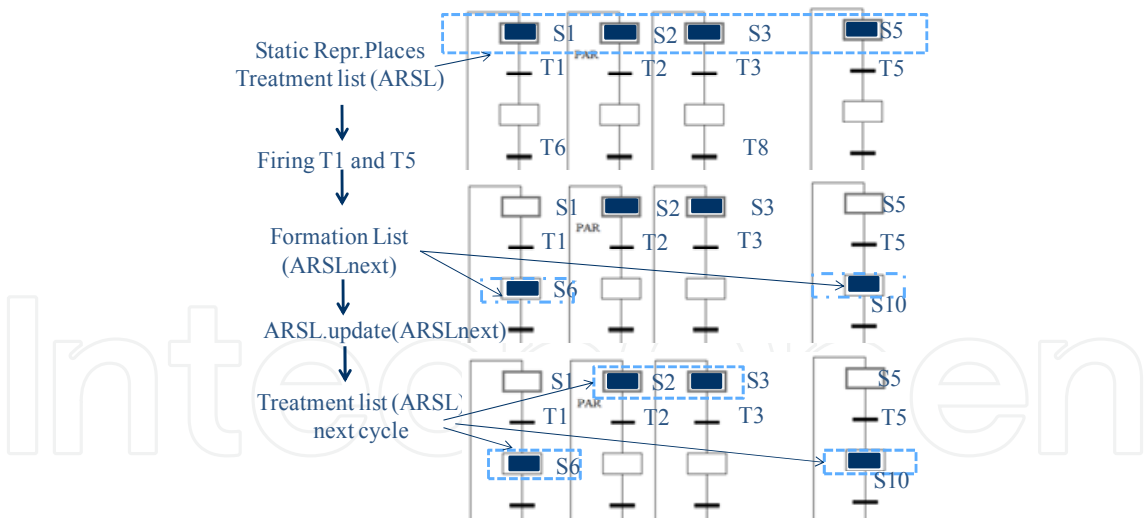 S1 S2 S3 S5
Static Repr.Places
Treatment list (ARSL)
PAR
T1 T2 T3 T5
T6 T8
Firing T1 and T5
S1 S2 S3 S5
PAR
T1 T2 T3 T5
Formation List
(ARSLnext)
S6 S10
ARSL.update(ARSLnext)
S1 S2 S3 S5
Treatment list (ARSL)
next cycle
PAR
T1 T2 T3 T5
S6 S10